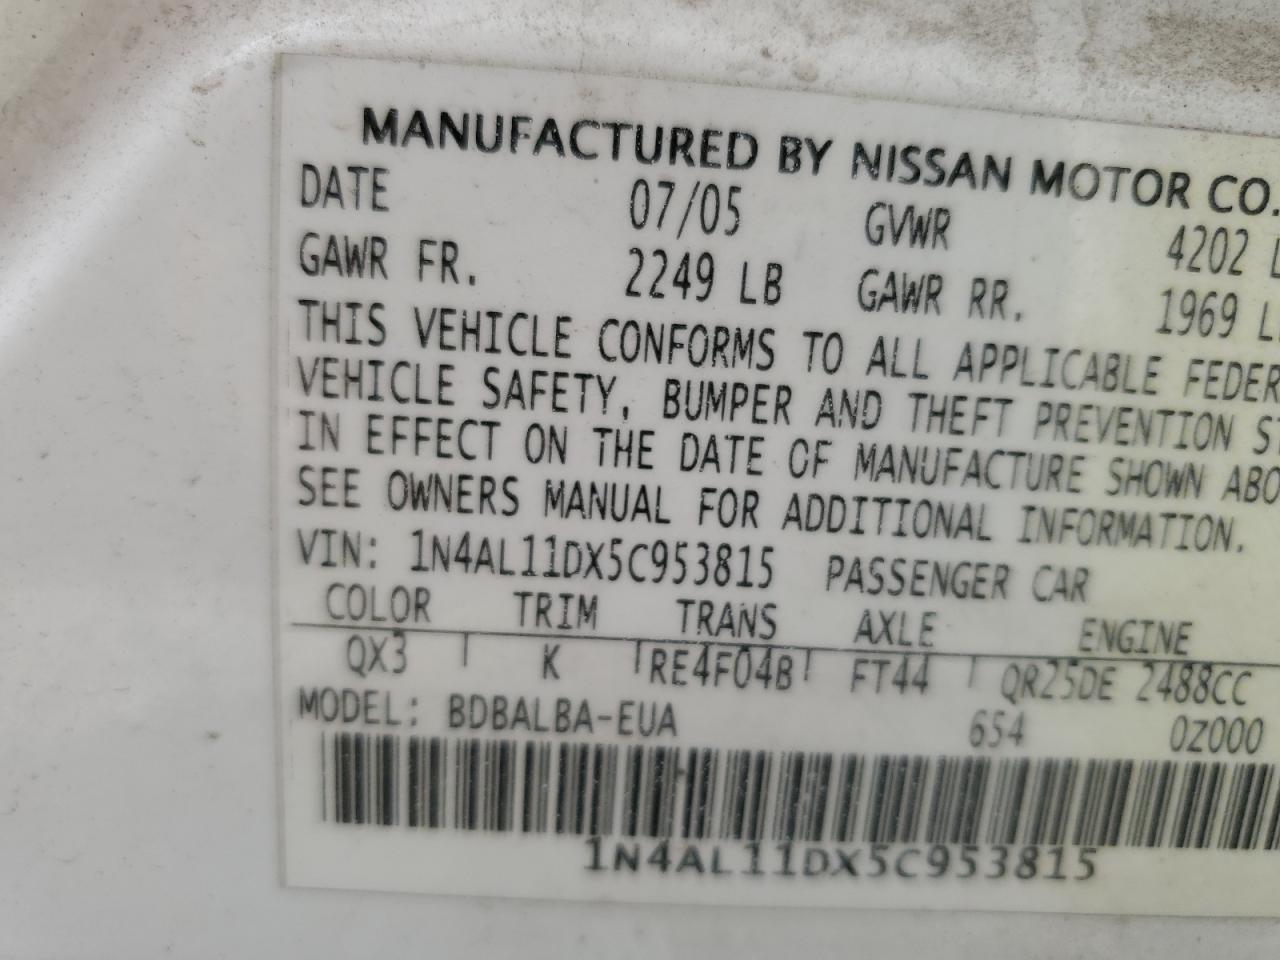 MANUFACTURED BY NISSAN MOTOR CO.
DATE 07/05 GVWR 4202
GAWR FR. 2249 LB GAWR RR. 1969
THIS VEHICLE CONFORMS TO ALL APPLICABLE
VEHICLE SAFETY, BUMPER AND THEFT PREVENTION
IN EFFECT ON THE DATE OF MANUFACTURE SHOWN
SEE OWNERS MANUAL FOR ADDITIONAL INFORMATION.
VIN: 1N4AL11DX5C953815 PASSENGER CAR
COLOR TRIM TRANS AXLE ENGINE
QX3 K RE4F04B FT44 QR25DE 2488CC
MODEL: BDBALBA-EUA 654 0Z000
1N4AL11DX5C953815